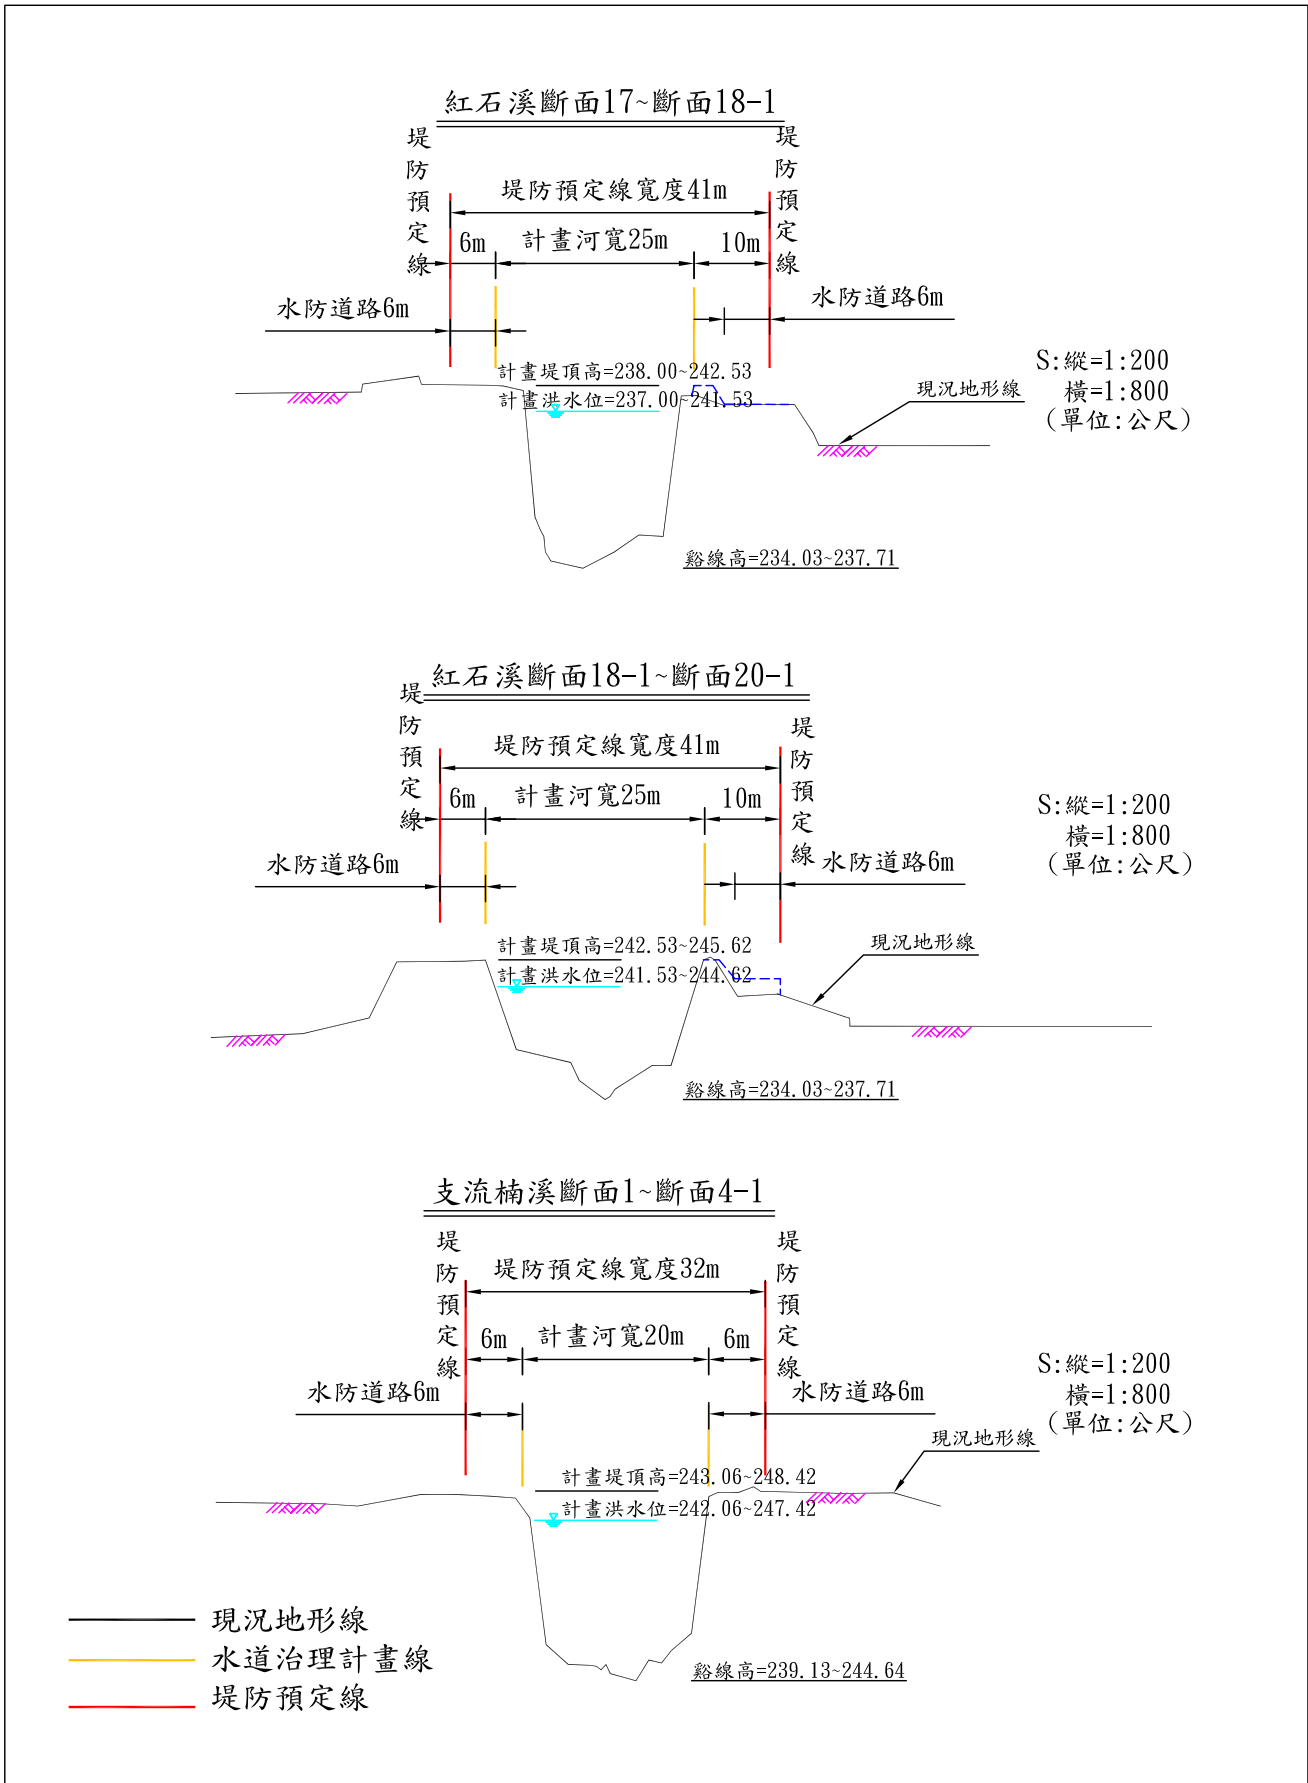 紅石溪斷面17~斷面18-1
堤防預定線
堤防預定線
堤防預定線寬度41m
6m
計畫河寬25m
10m
水防道路6m
水防道路6m
計畫堤頂高=238.00~242.53
計畫洪水位=237.00~241.53
現況地形線
S:縱=1:200
橫=1:800
(單位:公尺)
谿線高=234.03~237.71
紅石溪斷面18-1~斷面20-1
堤防預定線
堤防預定線
堤防預定線寬度41m
6m
計畫河寬25m
10m
水防道路6m
水防道路6m
S:縱=1:200
橫=1:800
(單位:公尺)
計畫堤頂高=242.53~245.62
計畫洪水位=241.53~244.62
現況地形線
谿線高=234.03~237.71
支流楠溪斷面1~斷面4-1
堤防預定線
堤防預定線
堤防預定線寬度32m
6m
計畫河寬20m
6m
水防道路6m
水防道路6m
S:縱=1:200
橫=1:800
(單位:公尺)
現況地形線
計畫堤頂高=243.06~248.42
計畫洪水位=242.06~247.42
谿線高=239.13~244.64
現況地形線
水道治理計畫線
堤防預定線